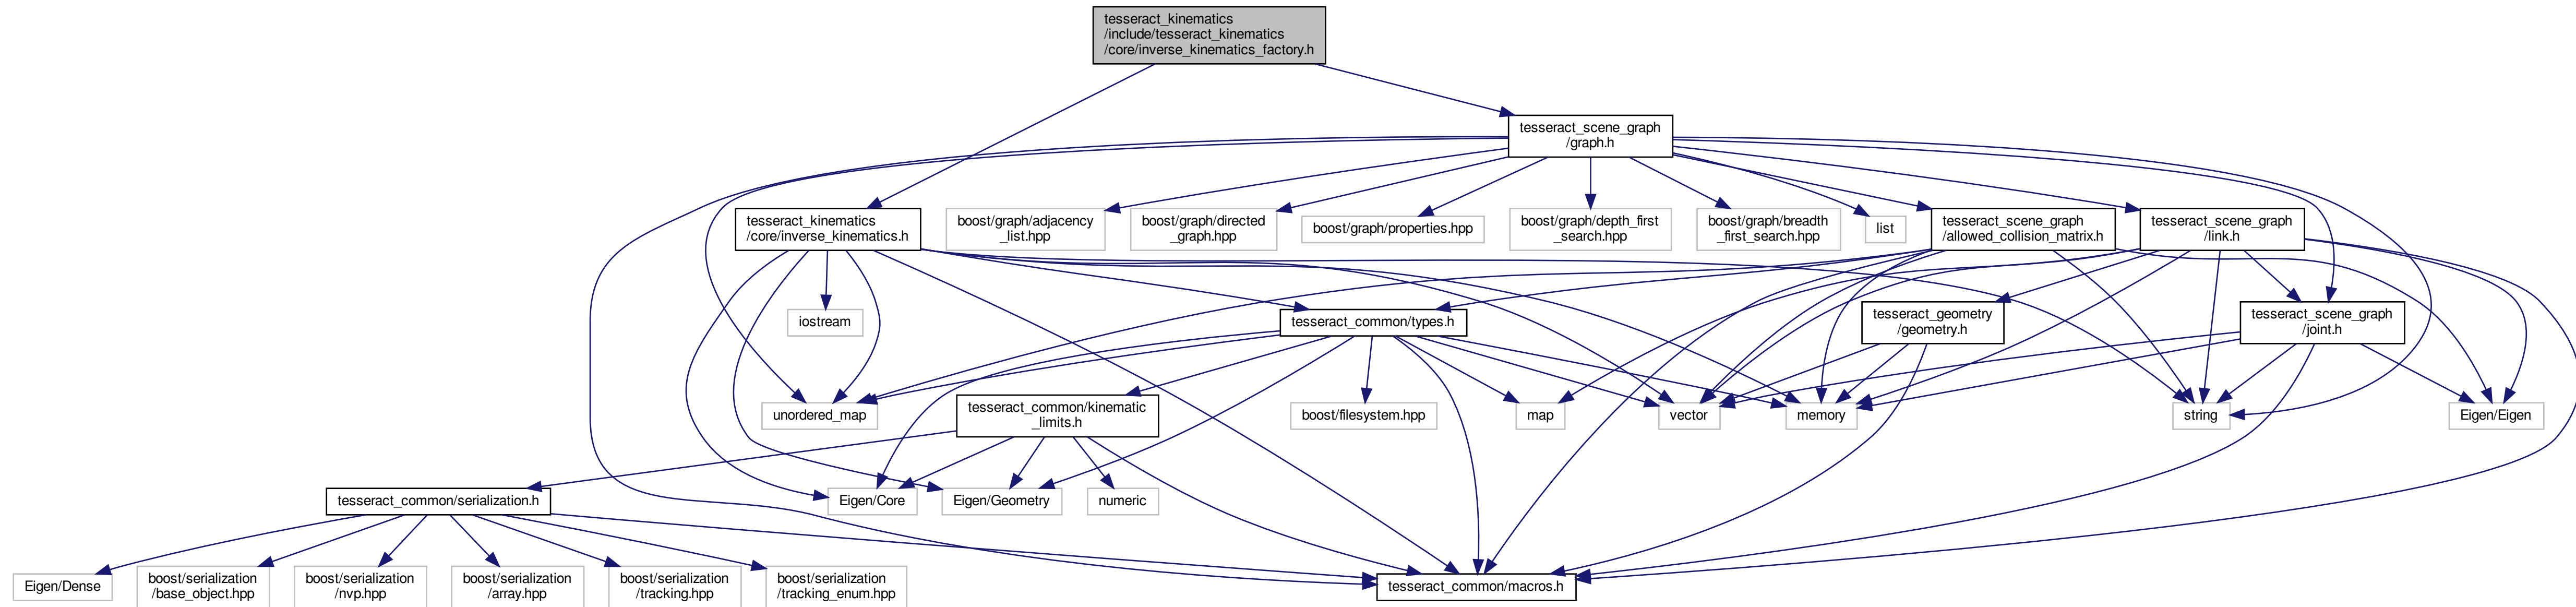 tesseract_kinematics
/include/tesseract_kinematics
/core/inverse_kinematics_factory.h
tesseract_scene_graph
/graph.h
tesseract_kinematics
/core/inverse_kinematics.h
boost/graph/adjacency
_list.hpp
boost/graph/directed
_graph.hpp
boost/graph/properties.hpp
boost/graph/depth_first
_search.hpp
boost/graph/breadth
_first_search.hpp
list
tesseract_scene_graph
/allowed_collision_matrix.h
tesseract_scene_graph
/link.h
iostream
tesseract_common/types.h
tesseract_geometry
/geometry.h
tesseract_scene_graph
/joint.h
unordered_map
tesseract_common/kinematic
_limits.h
boost/filesystem.hpp
map
vector
memory
string
Eigen/Eigen
tesseract_common/serialization.h
Eigen/Core
Eigen/Geometry
numeric
Eigen/Dense
boost/serialization
/base_object.hpp
boost/serialization
/nvp.hpp
boost/serialization
/array.hpp
boost/serialization
/tracking.hpp
boost/serialization
/tracking_enum.hpp
tesseract_common/macros.h